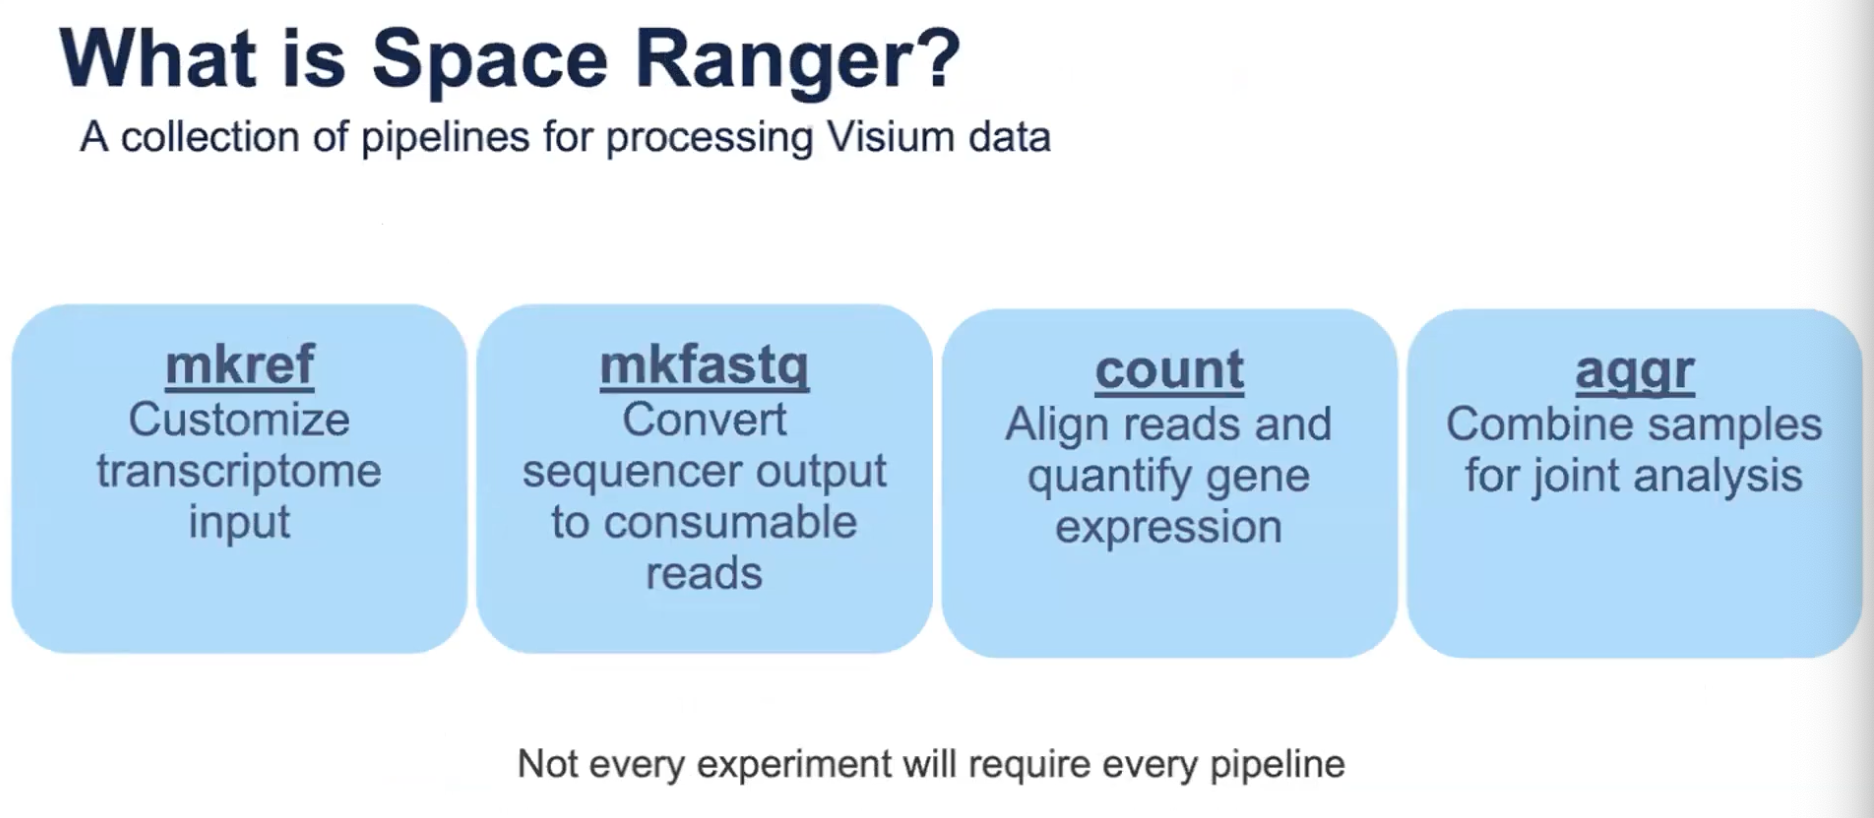 What is Space Ranger?
A collection of pipelines for processing Visium data
mkref
Customize
transcriptome
input
mkfastq
Convert
sequencer output
to consumable
reads
count
Align reads and
quantify gene
expression
aggr
Combine samples
for joint analysis
Not every experiment will require every pipeline